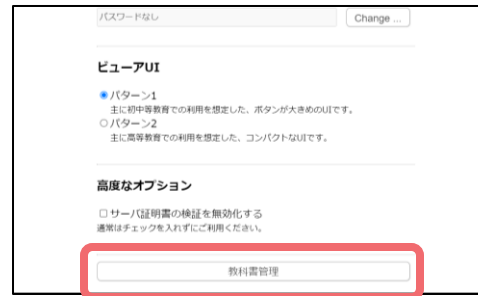 パスワードなし
Change ...
ビューアUI
パターン1
主に初中等教育での利用を想定した、ボタンが大きめのUIです。
パターン2
主に高等教育での利用を想定した、コンパクトなUIです。
高度なオプション
サーバ証明書の検証を無効化する
通常はチェックを入れずにご利用ください。
教科書管理